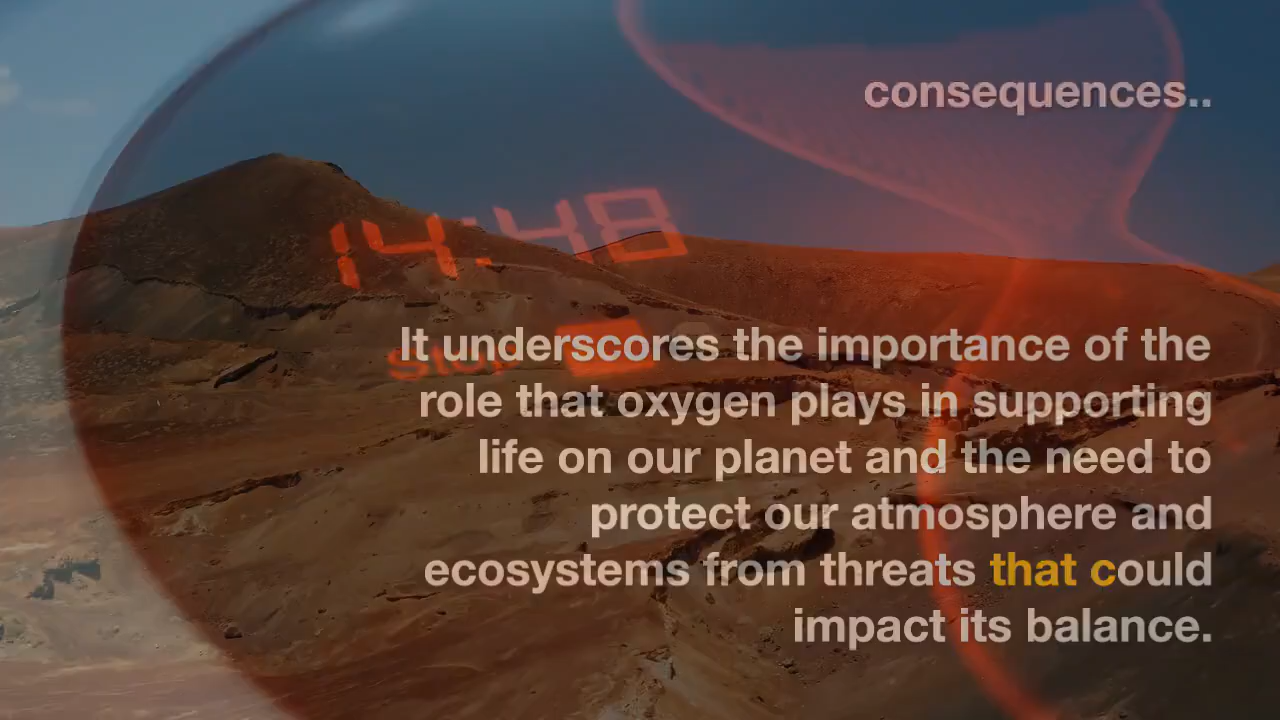 consequences..
14:48
Stop
It underscores the importance of the
role that oxygen plays in supporting
life on our planet and the need to
protect our atmosphere and
ecosystems from threats that could
impact its balance.